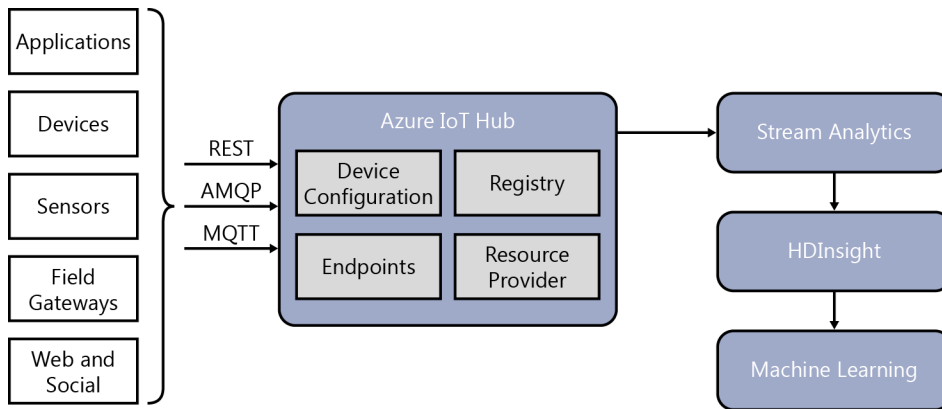 Applications
Devices
Sensors
Field
Gateways
Web and
Social
REST
AMQP
MQTT
Azure IoT Hub
Device
Configuration
Registry
Endpoints
Resource
Provider
Stream Analytics
HDInsight
Machine Learning